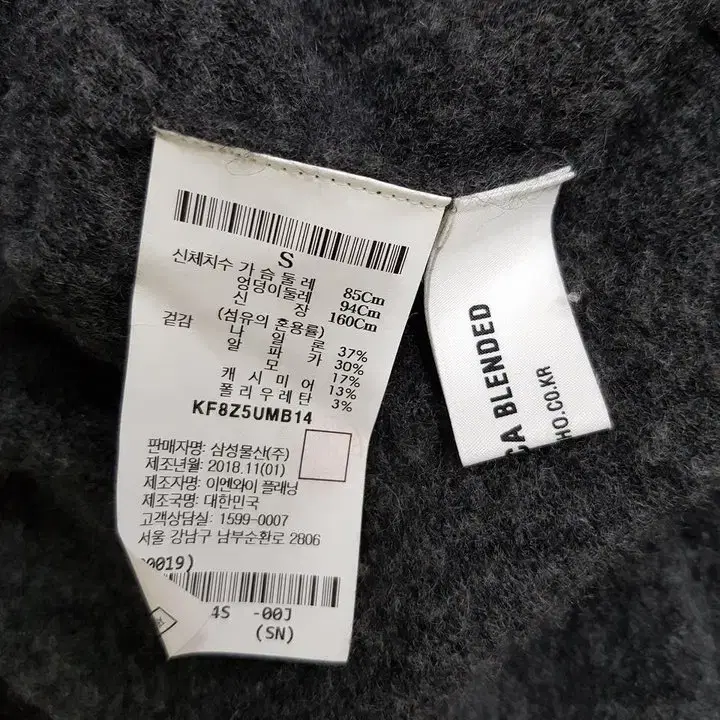 S
신체치수 가 슴 둘 레 85Cm
엉덩이둘레 94Cm
신 장 160Cm
겉감 (섬유의 혼용률)
나 일 론 37%
알 파 카 30%
모 17%
캐 시 미 어 13%
폴 리 우 레 탄 3%
KF8Z5UMB14
판매자명: 삼성물산(주)
제조년월: 2018.11(01)
제조자명: 이엔와이 플래닝
제조국명: 대한민국
고객상담실: 1599-0007
서울 강남구 남부순환로 2806
0019)
4S -00J
(SN)
CA BLENDED
HO.CO.KR